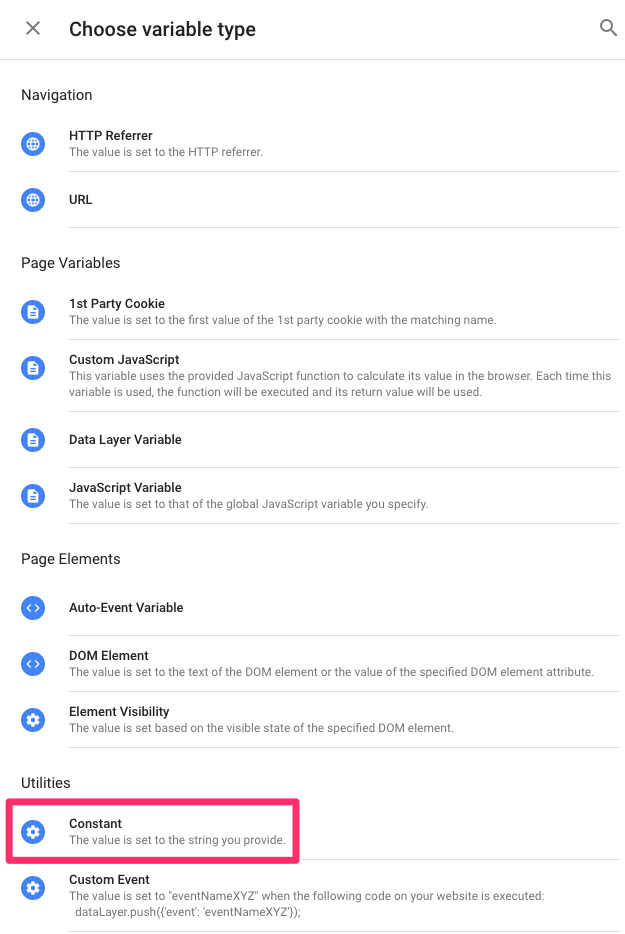 Choose variable type
Navigation
HTTP Referrer
The value is set to the HTTP referrer.
URL
Page Variables
1st Party Cookie
The value is set to the first value of the 1st party cookie with the matching name.
Custom JavaScript
This variable uses the provided JavaScript function to calculate its value in the browser. Each time this
variable is used, the function will be executed and its return value will be used.
Data Layer Variable
JavaScript Variable
The value is set to that of the global JavaScript variable you specify.
Page Elements
Auto-Event Variable
DOM Element
The value is set to the text of the DOM element or the value of the specified DOM element attribute.
Element Visibility
The value is set based on the visible state of the specified DOM element.
Utilities
Constant
The value is set to the string you provide.
Custom Event
The value is set to "eventNameXYZ" when the following code on your website is executed:
dataLayer.push({'event': 'eventNameXYZ'});